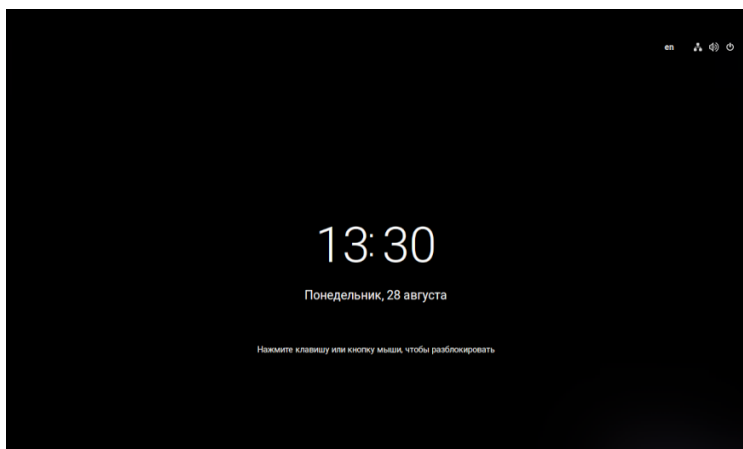 en
13:30
Понедельник, 28 августа
Нажмите клавишу или кнопку мыши, чтобы разблокировать